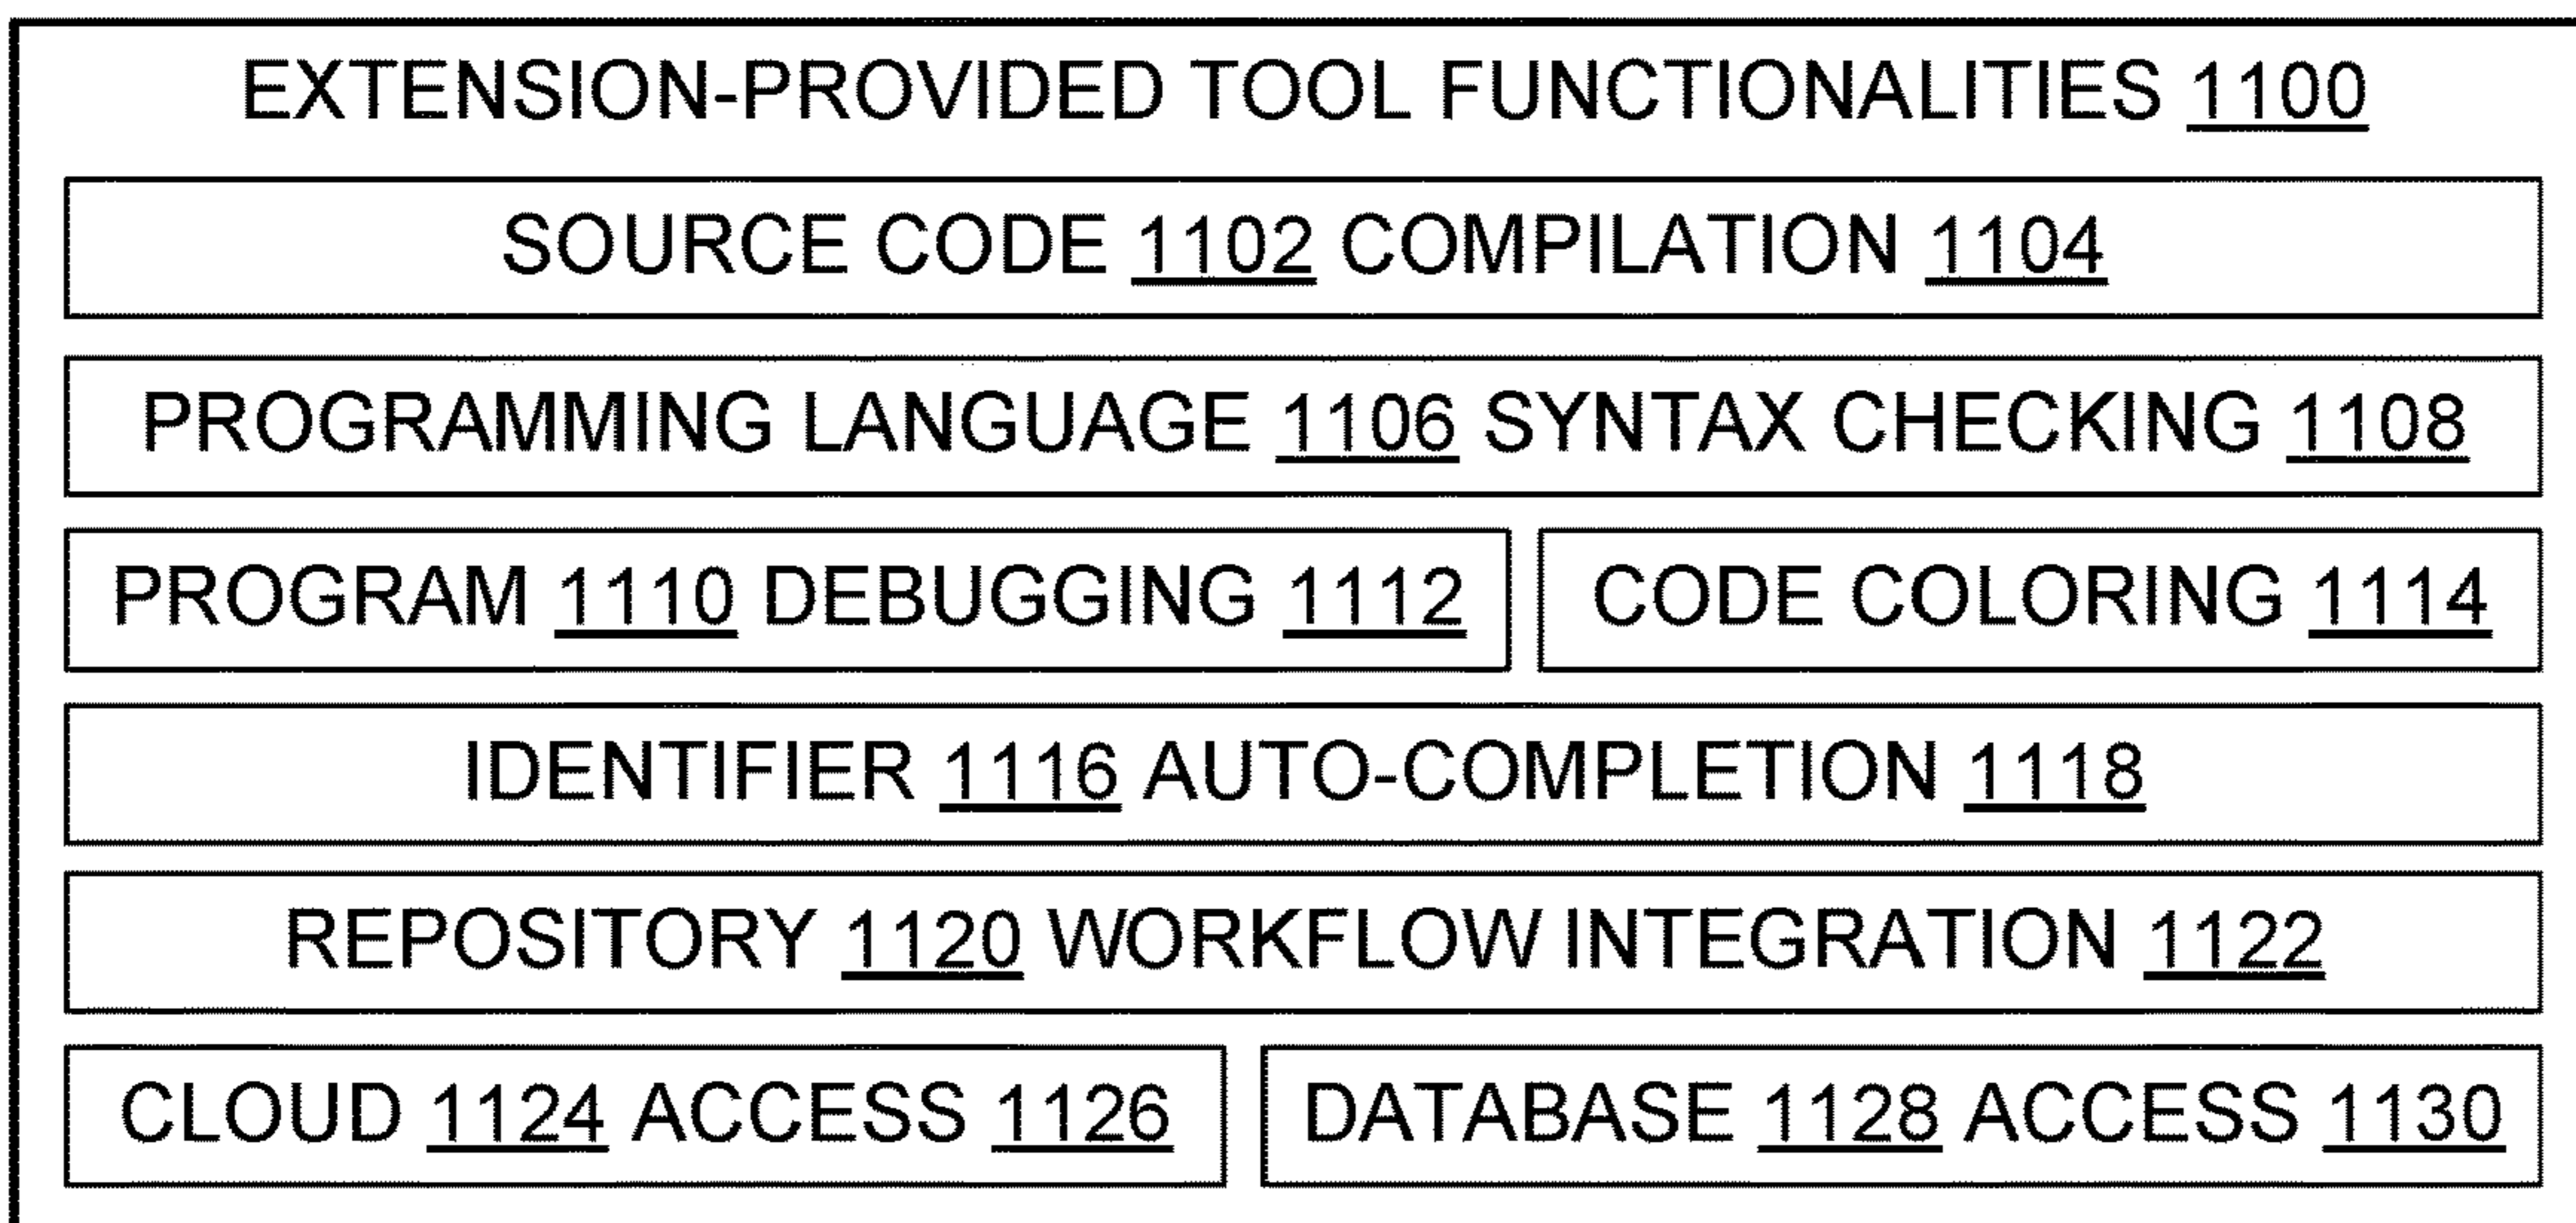 EXTENSION-PROVIDED TOOL FUNCTIONALITIES 1100
SOURCE CODE 1102 COMPILATION 1104
PROGRAMMING LANGUAGE 1106 SYNTAX CHECKING 1108
PROGRAM 1110 DEBUGGING 1112
CODE COLORING 1114
IDENTIFIER 1116 AUTO-COMPLETION 1118
REPOSITORY 1120 WORKFLOW INTEGRATION 1122
CLOUD 1124 ACCESS 1126
DATABASE 1128 ACCESS 1130